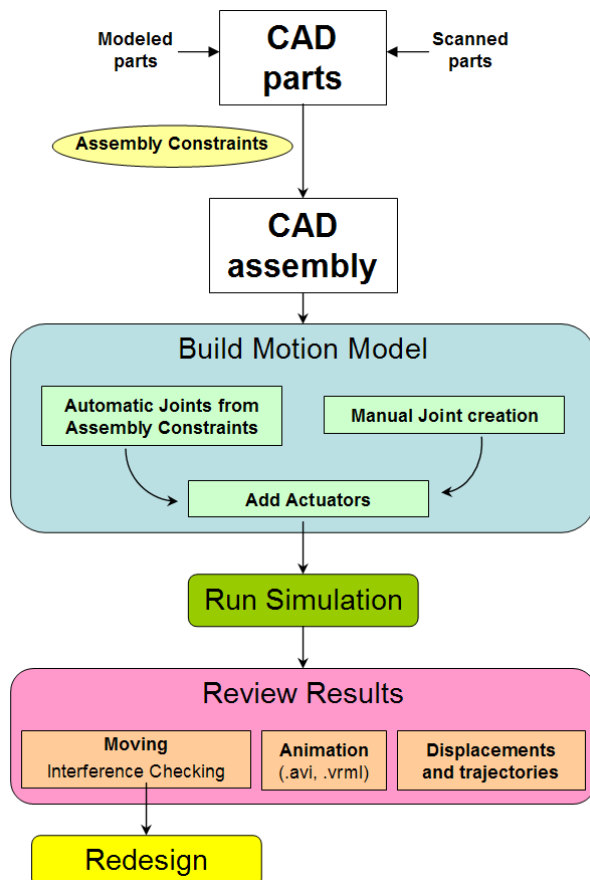 Modeled
parts
CAD
parts
Scanned
parts
Assembly Constraints
CAD
assembly
Build Motion Model
Automatic Joints from
Assembly Constraints
Manual Joint creation
Add Actuators
Run Simulation
Review Results
Moving
Interference Checking
Animation
(.avi, .vrml)
Displacements
and trajectories
Redesign